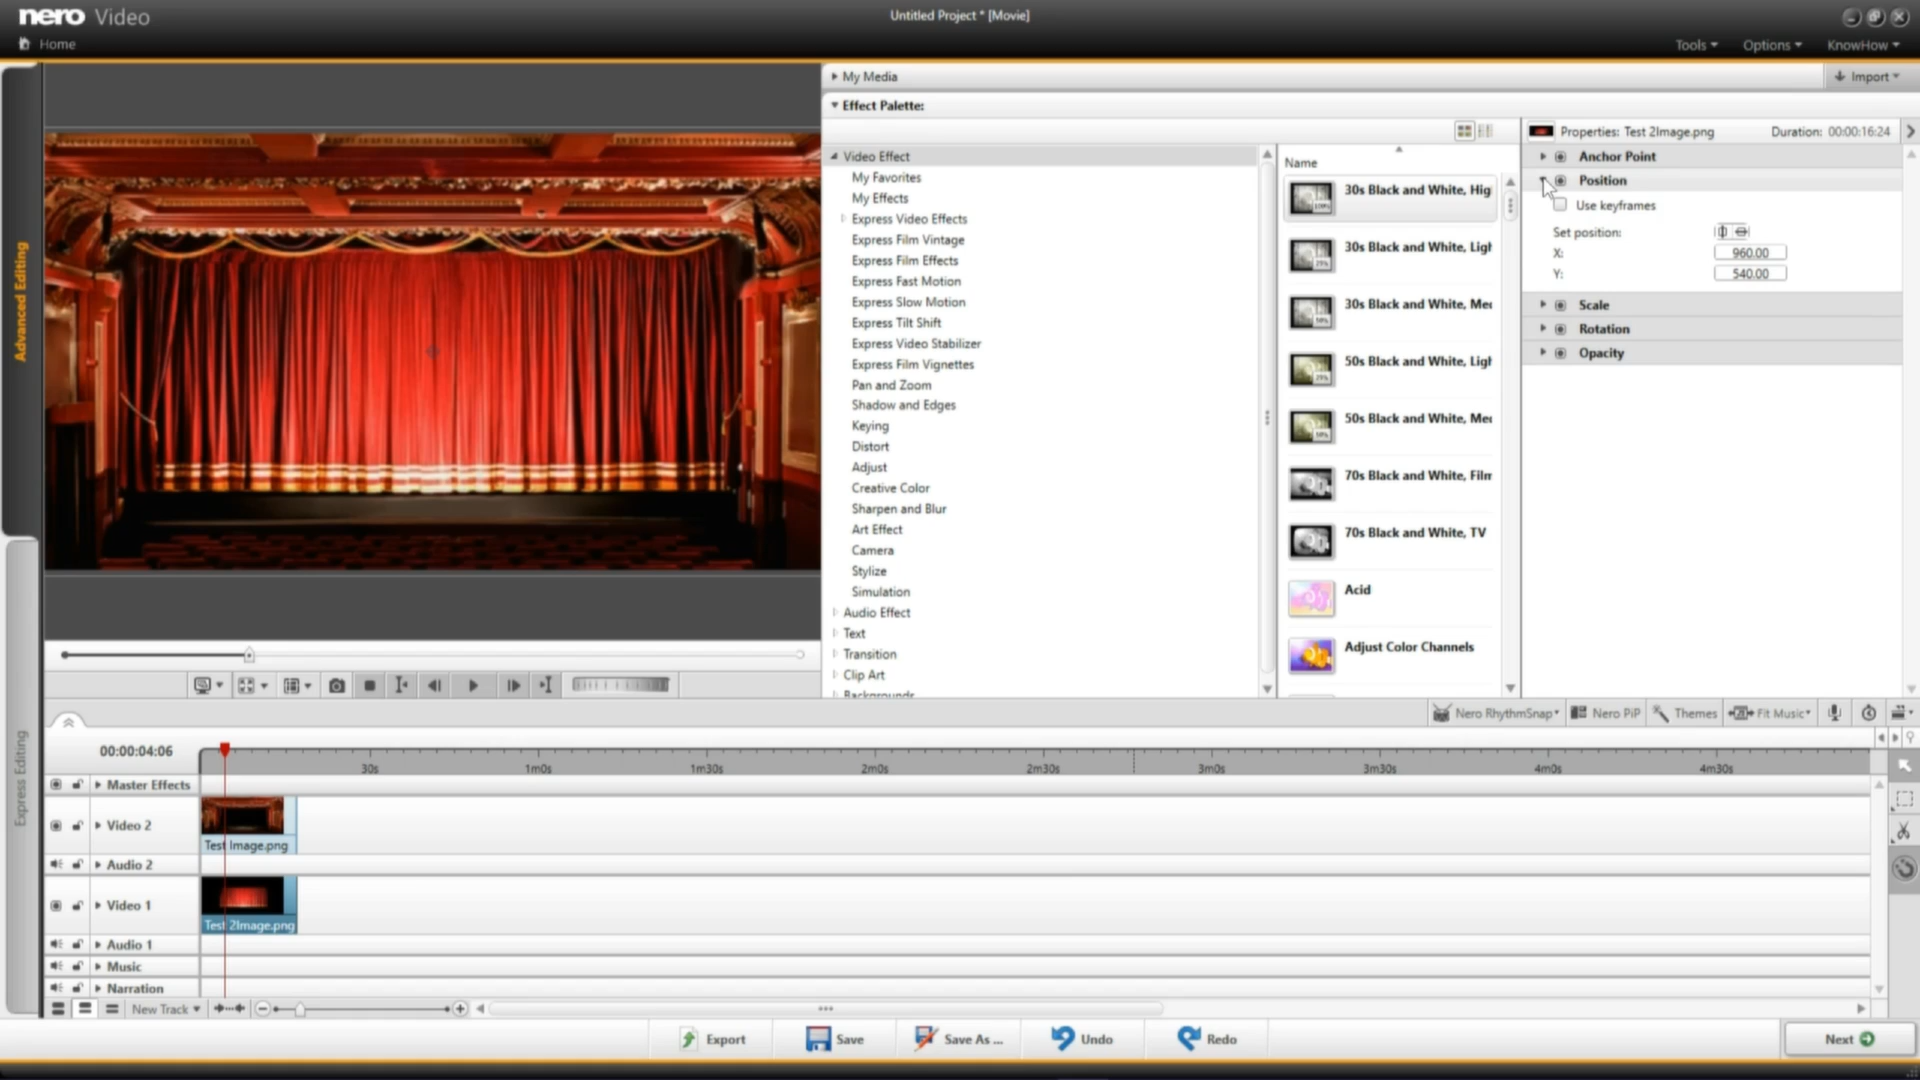 nero Video
Untitled Project * [Movie]
Home
Tools
Options
KnowHow
Advanced Editing
Express Editing
My Media
Import
Effect Palette:
Video Effect
My Favorites
My Effects
Express Video Effects
Express Film Vintage
Express Film Effects
Express Fast Motion
Express Slow Motion
Express Tilt Shift
Express Video Stabilizer
Express Film Vignettes
Pan and Zoom
Shadow and Edges
Keying
Distort
Adjust
Creative Color
Sharpen and Blur
Art Effect
Camera
Stylize
Simulation
Audio Effect
Text
Transition
Clip Art
Backgrounds
Name
30s Black and White, Hig
30s Black and White, Ligh
30s Black and White, Med
50s Black and White, Ligh
50s Black and White, Med
70s Black and White, Film
70s Black and White, TV
Acid
Adjust Color Channels
Properties: Test 2Image.png
Duration: 00:00:16:24
Anchor Point
Position
Use keyframes
Set position:
X: 960.00
Y: 540.00
Scale
Rotation
Opacity
Nero RhythmSnap
Nero PiP
Themes
Fit Music
00:00:04:06
30s
1m0s
1m30s
2m0s
2m30s
3m0s
3m30s
4m0s
4m30s
Master Effects
Video 2
Test Image.png
Audio 2
Video 1
Test 2Image.png
Audio 1
Music
Narration
New Track
Export
Save
Save As ...
Undo
Redo
Next